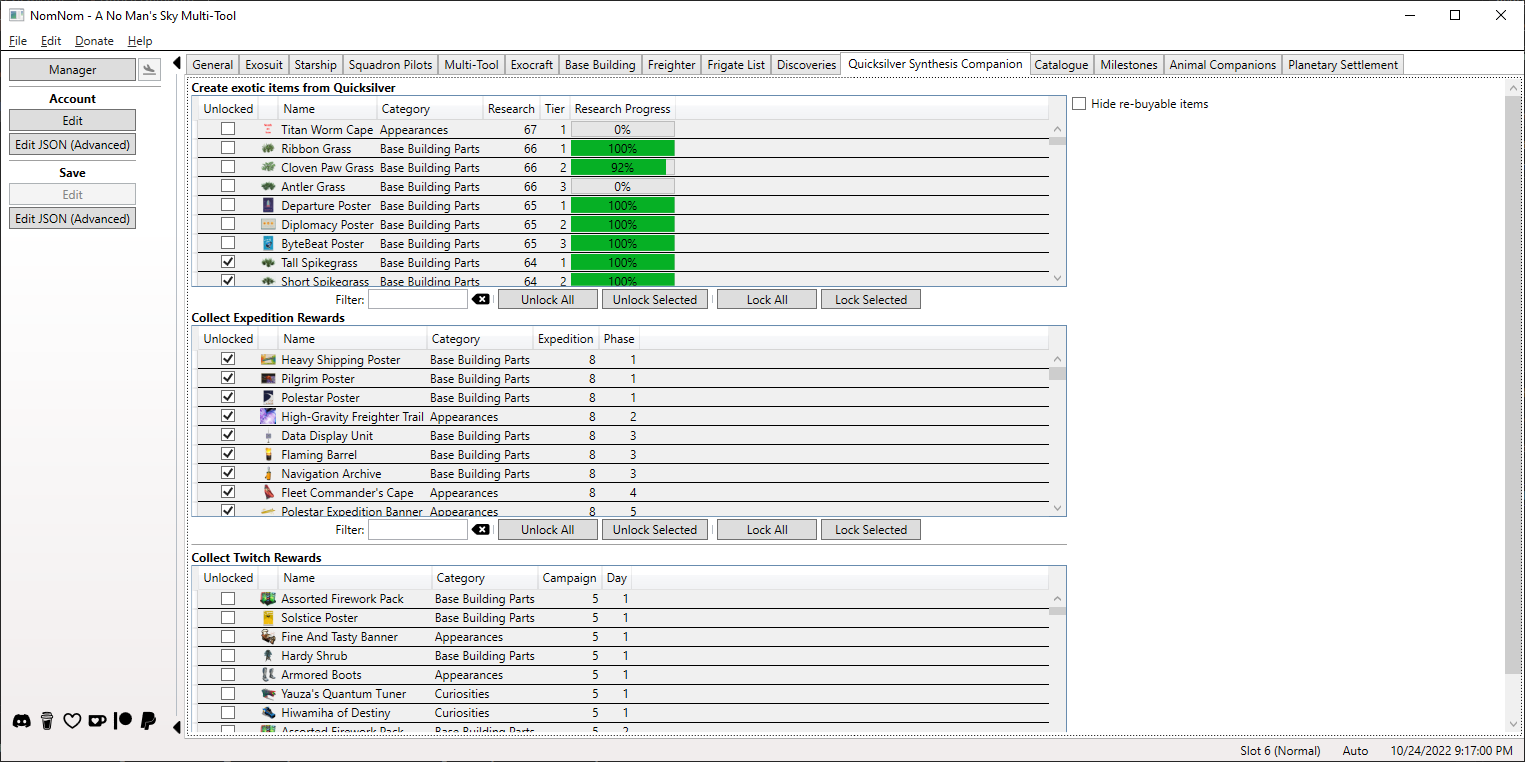 NomNom - A No Man's Sky Multi-Tool
File Edit Donate Help
Manager
Account
Edit
Edit JSON (Advanced)
Save
Edit
Edit JSON (Advanced)
General Exosuit Starship Squadron Pilots Multi-Tool Exocraft Base Building Freighter Frigate List Discoveries Quicksilver Synthesis Companion Catalogue Milestones Animal Companions Planetary Settlement
Create exotic items from Quicksilver
Hide re-buyable items
Unlocked Name Category Research Tier Research Progress
Titan Worm Cape Appearances 67 1 0%
Ribbon Grass Base Building Parts 66 1 100%
Cloven Paw Grass Base Building Parts 66 2 92%
Antler Grass Base Building Parts 66 3 0%
Departure Poster Base Building Parts 65 1 100%
Diplomacy Poster Base Building Parts 65 2 100%
ByteBeat Poster Base Building Parts 65 3 100%
Tall Spikegrass Base Building Parts 64 1 100%
Short Spikegrass Base Building Parts 64 2 100%
Filter: Unlock All Unlock Selected Lock All Lock Selected
Collect Expedition Rewards
Unlocked Name Category Expedition Phase
Heavy Shipping Poster Base Building Parts 8 1
Pilgrim Poster Base Building Parts 8 1
Polestar Poster Base Building Parts 8 1
High-Gravity Freighter Trail Appearances 8 2
Data Display Unit Base Building Parts 8 3
Flaming Barrel Base Building Parts 8 3
Navigation Archive Base Building Parts 8 3
Fleet Commander's Cape Appearances 8 4
Polestar Expedition Banner Appearances 8 5
Filter: Unlock All Unlock Selected Lock All Lock Selected
Collect Twitch Rewards
Unlocked Name Category Campaign Day
Assorted Firework Pack Base Building Parts 5 1
Solstice Poster Base Building Parts 5 1
Fine And Tasty Banner Appearances 5 1
Hardy Shrub Base Building Parts 5 1
Armored Boots Appearances 5 1
Yauza's Quantum Tuner Curiosities 5 1
Hiwamiha of Destiny Curiosities 5 1
Assorted Firework Pack Base Building Parts 5 2
Slot 6 (Normal) Auto 10/24/2022 9:17:00 PM